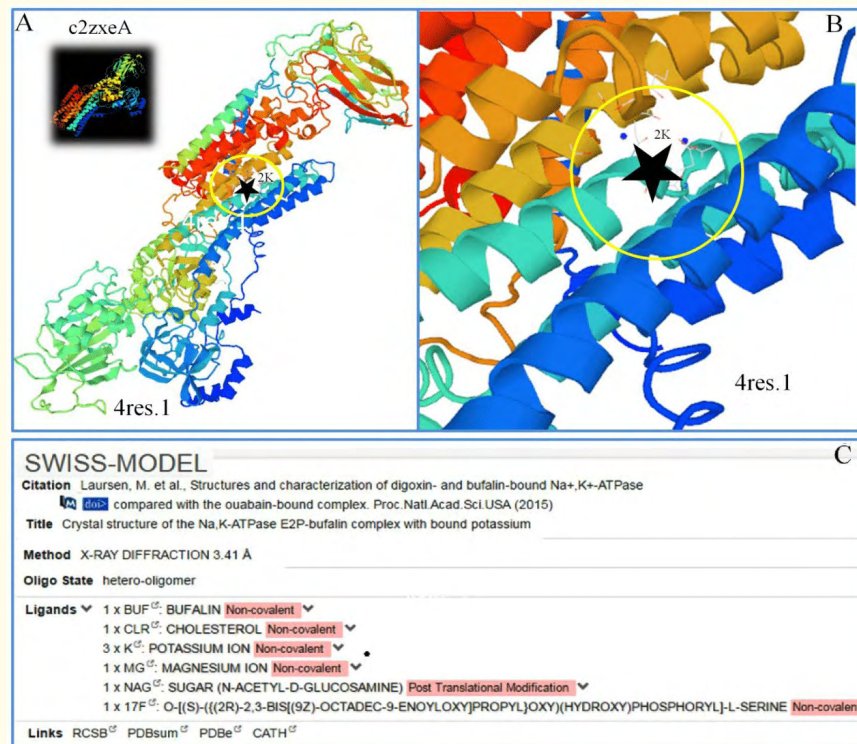 A
c2zxeA
2K
4res.1
4res.1
B
2K
4res.1
C
SWISS-MODEL
Citation Laursen, M. et al., Structures and characterization of digoxin- and bufalin-bound Na+,K+-ATPase
doi> compared with the ouabain-bound complex. Proc.Natl.Acad.Sci.USA (2015)
Title Crystal structure of the Na,K-ATPase E2P-bufalin complex with bound potassium
Method X-RAY DIFFRACTION 3.41 Å
Oligo State hetero-oligomer
Ligands 1 x BUF: BUFALIN Non-covalent
1 x CLR: CHOLESTEROL Non-covalent
3 x K: POTASSIUM ION Non-covalent
1 x MG: MAGNESIUM ION Non-covalent
1 x NAG: SUGAR (N-ACETYL-D-GLUCOSAMINE) Post Translational Modification
1 x 17F: O-[(S)-({(2R)-2,3-BIS[(9Z)-OCTADEC-9-ENOYLOXY]PROPYL}OXY)(HYDROXY)PHOSPHORYL]-L-SERINE Non-covalent
Links RCSB PDBsum PDBe CATH